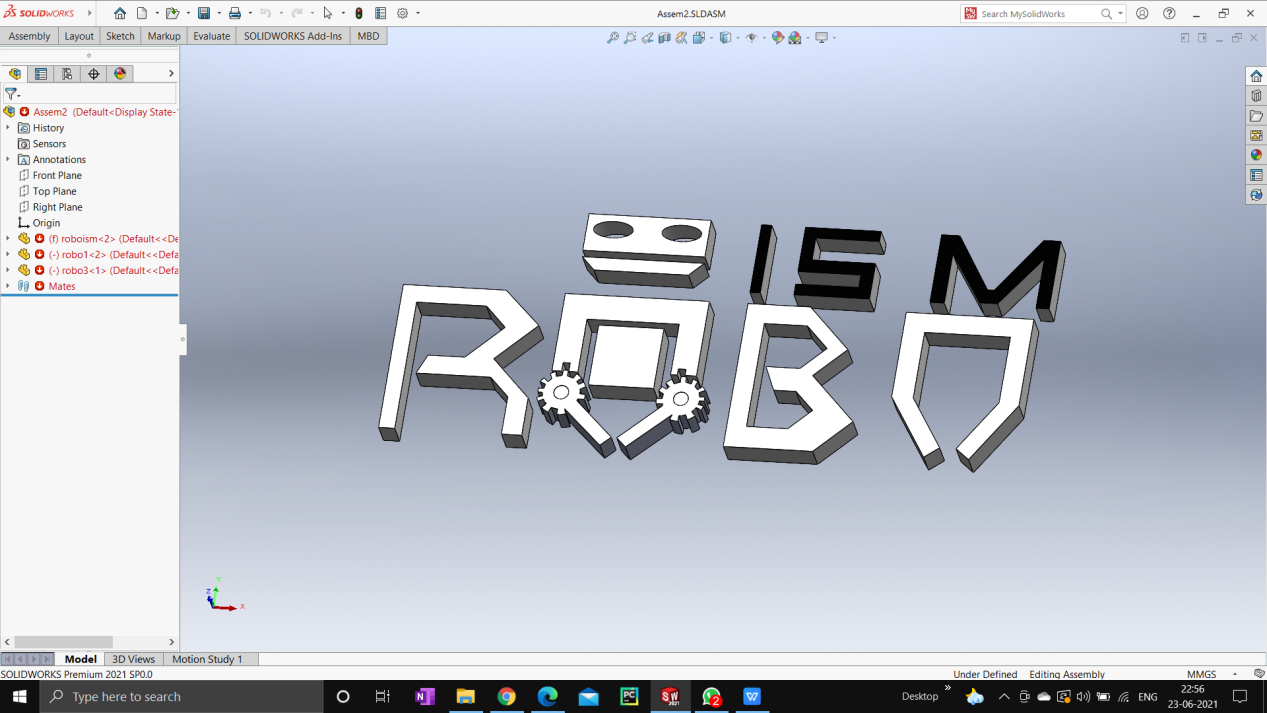 SOLIDWORKS
Assem2.SLDASM
Search MySolidWorks
Assembly Layout Sketch Markup Evaluate SOLIDWORKS Add-Ins MBD
Assem2 (Default<Display State-
History
Sensors
Annotations
Front Plane
Top Plane
Right Plane
Origin
(f) roboism<2> (Default<<De
(-) robo1<2> (Default<<Defa
(-) robo3<1> (Default<<Defa
Mates
ISM
ROBO
Y
Z
X
Model 3D Views Motion Study 1
SOLIDWORKS Premium 2021 SP0.0
Under Defined Editing Assembly MMGS
Type here to search
Desktop
ENG
22:56
23-06-2021